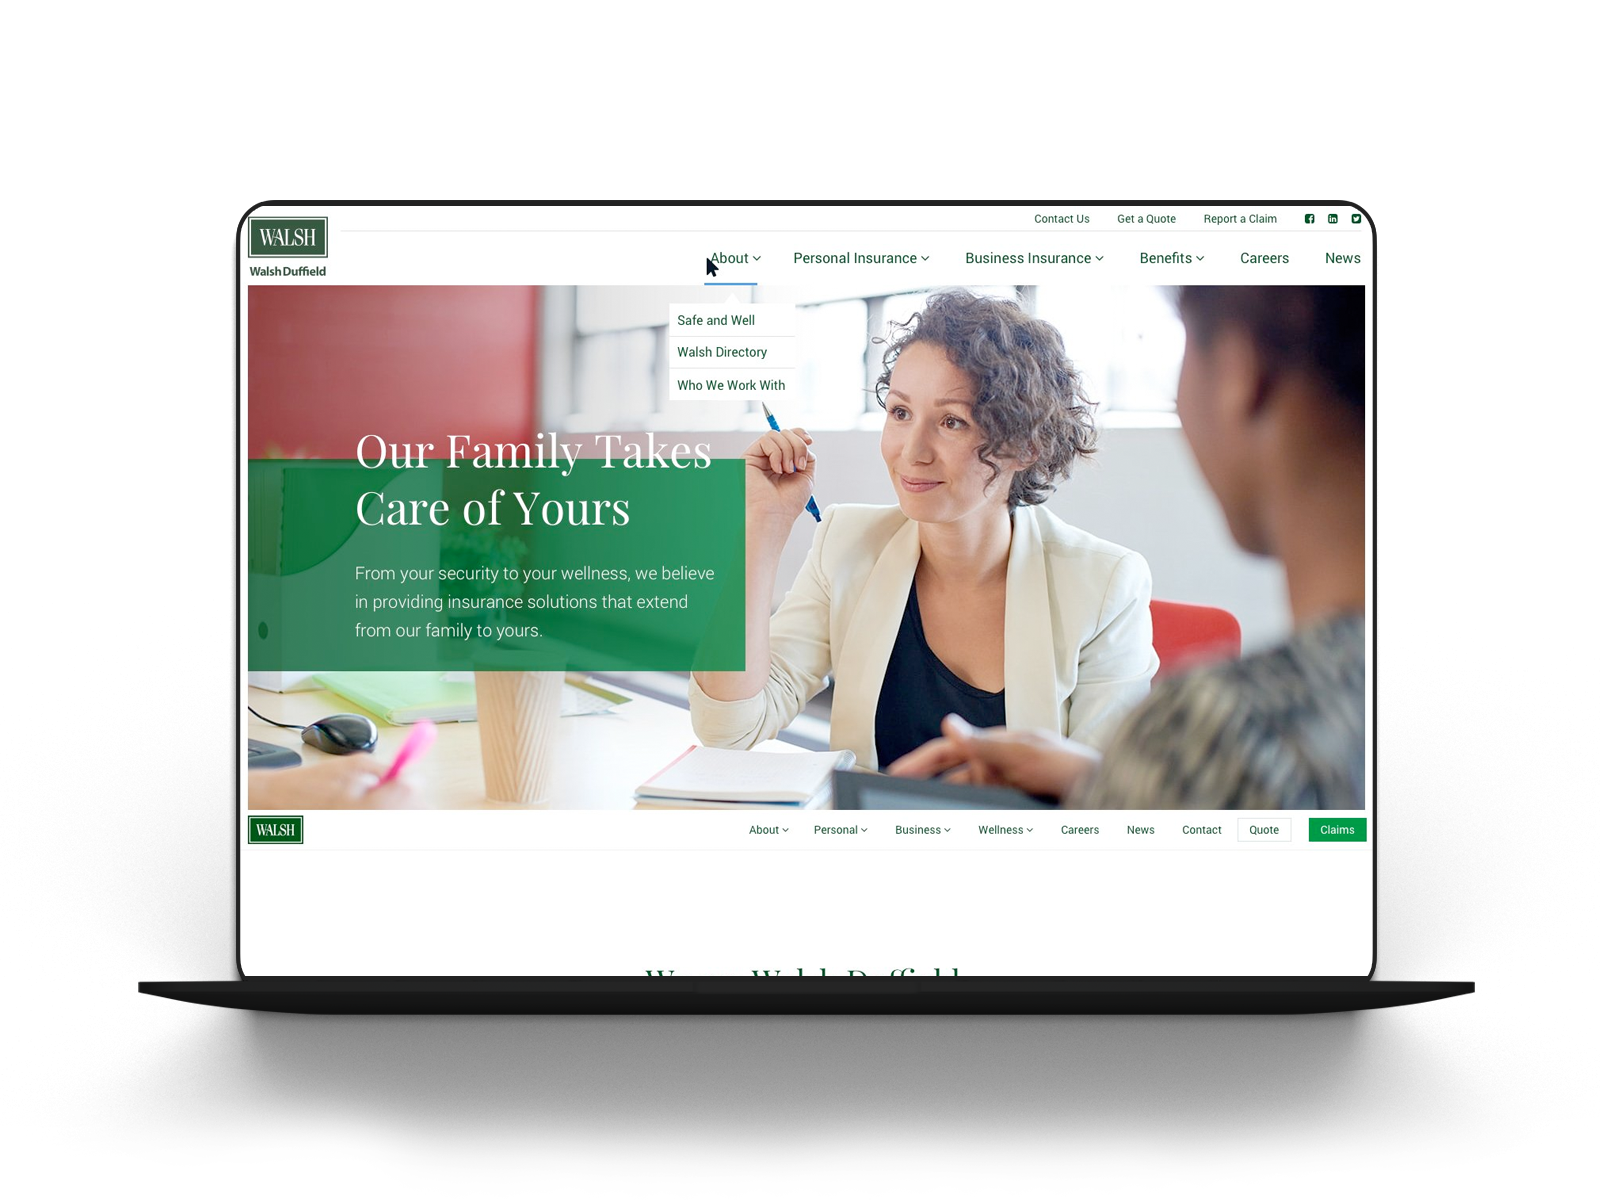 WALSH
Walsh Duffield
Contact Us Get a Quote Report a Claim
About Personal Insurance Business Insurance Benefits Careers News
Safe and Well
Walsh Directory
Who We Work With
Our Family Takes
Care of Yours
From your security to your wellness, we believe
in providing insurance solutions that extend
from our family to yours.
WALSH
About Personal Business Wellness Careers News Contact Quote Claims
Walsh Duffield